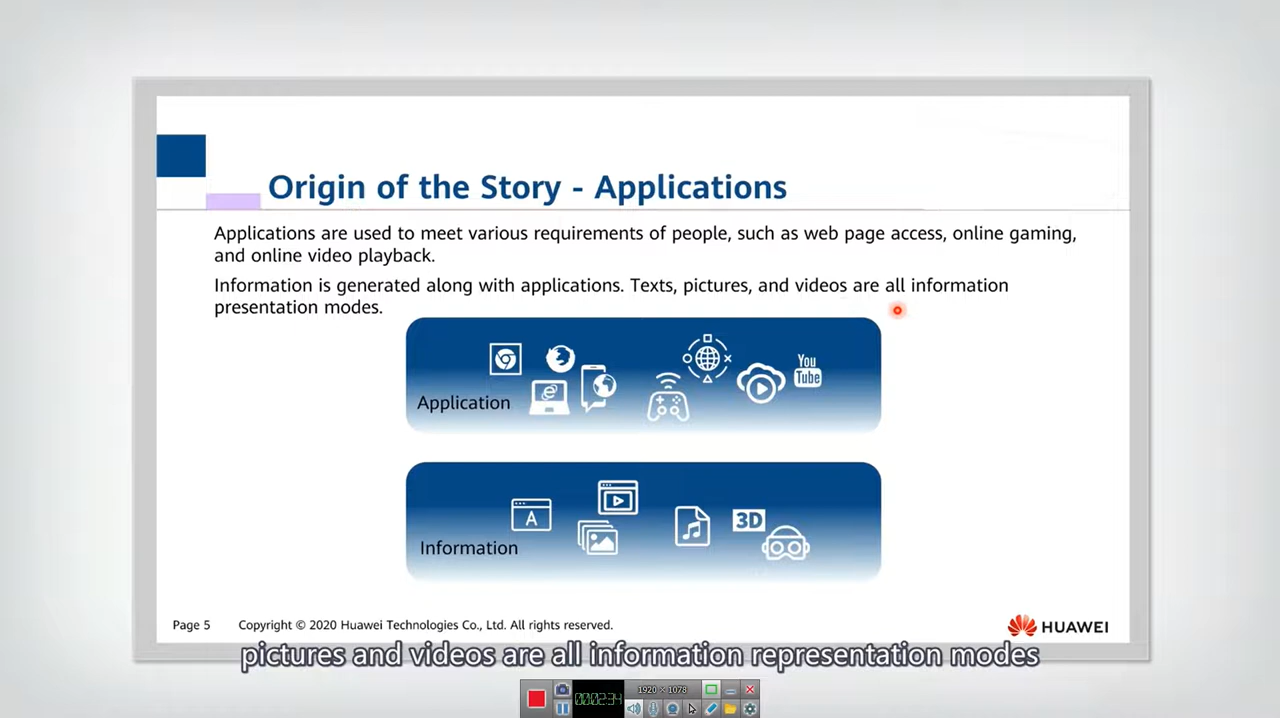 Origin of the Story - Applications
Applications are used to meet various requirements of people, such as web page access, online gaming,
and online video playback.
Information is generated along with applications. Texts, pictures, and videos are all information
presentation modes.
You
Tube
Application
A
3D
Information
Page 5
Copyright © 2020 Huawei Technologies Co., Ltd. All rights reserved.
HUAWEI
pictures and videos are all information representation modes
00:02:34
1920 × 1078